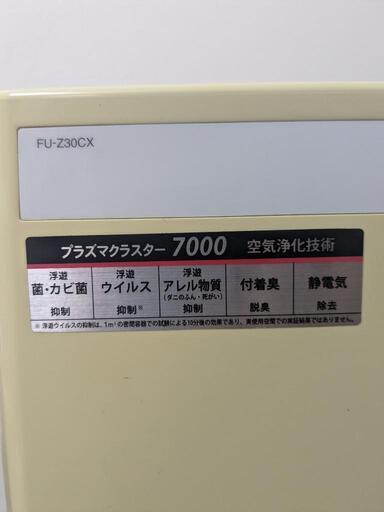 FU-Z30CX
プラズマクラスター 7000 空気浄化技術
浮遊 浮遊 浮遊
菌・カビ菌 ウイルス アレル物質 付着臭 静電気
(ダニのふん・死がい)
抑制 抑制※ 抑制 脱臭 除去
※ 浮遊ウイルスの抑制は、1m³の密閉容器での試験による10分後の効果であり、実使用空間での実証結果ではありません。